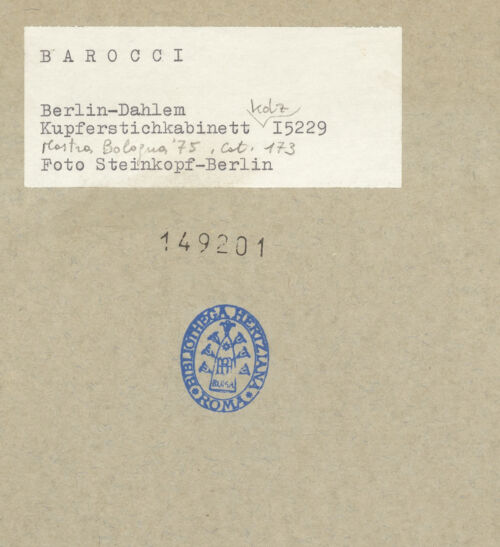 BAROCCI
Berlin-Dahlem
Kupferstichkabinett KdZ I5229
Mostra Bologna '75, Cat. 173
Foto Steinkopf-Berlin
149201
BIBLIOTHECA HERTZIANA
ROMA